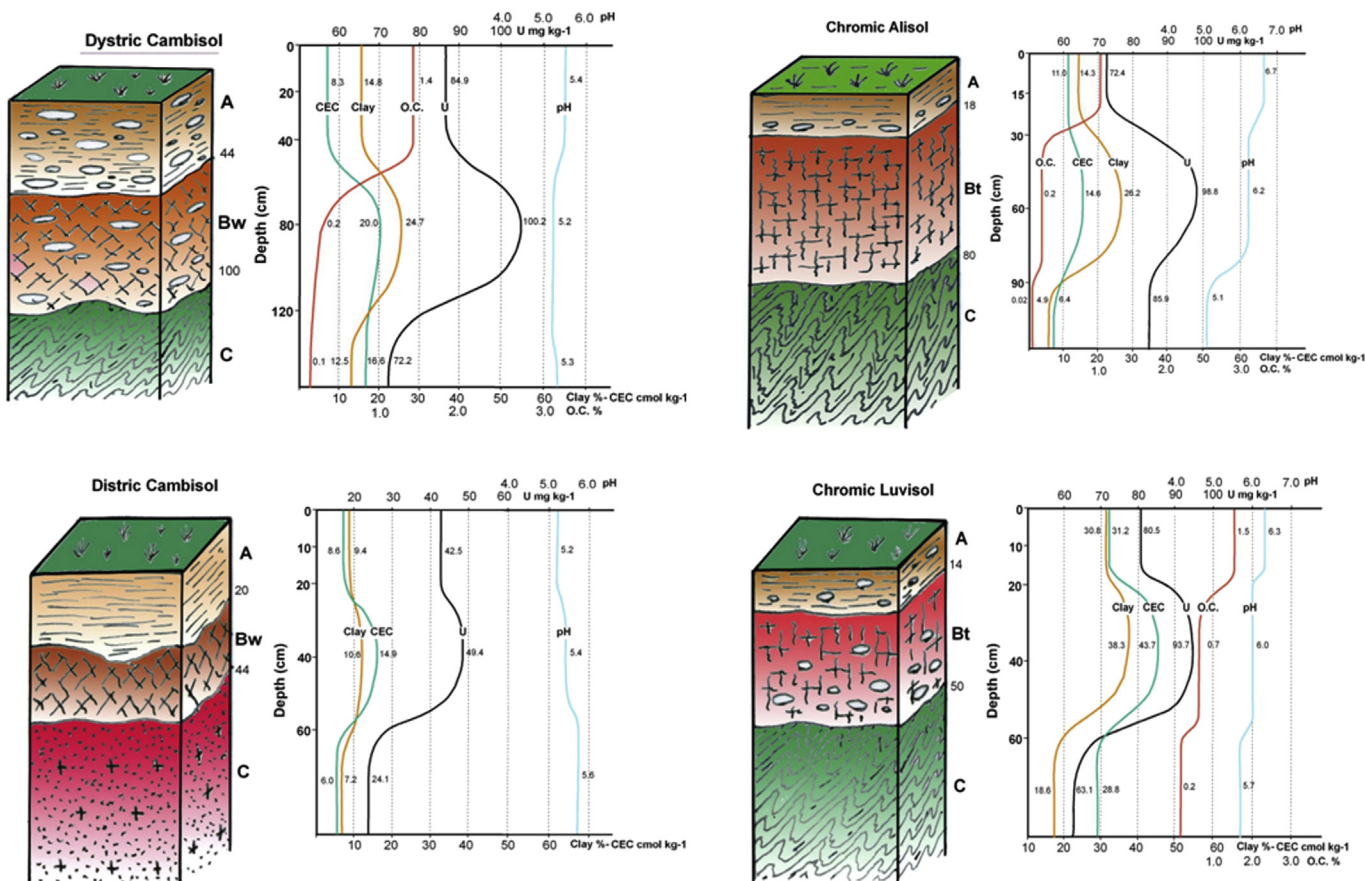 Dystric Cambisol
4.0 5.0 6.0 pH
60 70 80 90 100 U mg kg-1
0
20
40
80
120
Depth (cm)
8.3 14.8 1.4 84.9 5.4
CEC Clay O.C. U pH
0.2 20.0 24.7 100.2 5.2
0.1 12.5 16.6 72.2 5.3
10 20 30 40 50 60 Clay %-CEC cmol kg-1
1.0 2.0 3.0 O.C. %
A
44
Bw
100
C
Chromic Alisol
4.0 5.0 6.0 7.0 pH
60 70 80 90 100 U mg kg-1
0
15
30
60
90
Depth (cm)
11.0 14.3 72.4 6.7
O.C. CEC Clay U pH
0.2 14.6 26.2 98.8 6.2
0.02 4.9 6.4 85.9 5.1
10 20 30 40 50 60 Clay %-CEC cmol kg-1
1.0 2.0 3.0 O.C. %
A
18
Bt
80
C
Distric Cambisol
4.0 5.0 6.0 pH
20 30 40 50 60 U mg kg-1
0
10
20
40
60
Depth (cm)
8.6 9.4 42.5 5.2
Clay CEC U pH
10.6 14.9 49.4 5.4
6.0 7.2 24.1 5.6
10 20 30 40 50 60 Clay %-CEC cmol kg-1
A
20
Bw
44
C
Chromic Luvisol
4.0 5.0 6.0 7.0 pH
60 70 80 90 100 U mg kg-1
0
10
20
40
60
Depth (cm)
30.8 31.2 80.5 1.5 6.3
Clay CEC U O.C. pH
38.3 43.7 93.7 0.7 6.0
18.6 63.1 28.8 0.2 5.7
10 20 30 40 50 60 Clay %-CEC cmol kg-1
1.0 2.0 3.0 O.C. %
A
14
Bt
50
C